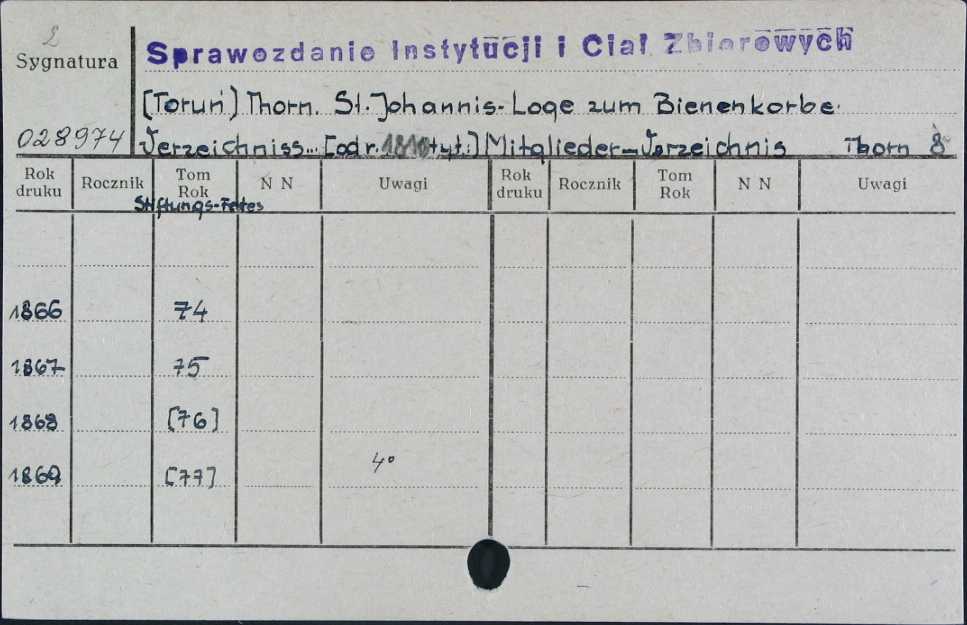 2
Sygnatura
Sprawozdanie Instytucji i Ciał Zbiorowych
[Toruń] Thorn. St. Johannis-Loge zum Bienenkorbe.
028974
Verzeichniss... [od r. tyt.] Mitglieder-Verzeichnis Thorn 8°
Rok druku Rocznik Tom Rok N N Uwagi Rok druku Rocznik Tom Rok N N Uwagi
Stiftungs-Festes
1866 74
1867 75
1868 [76]
1869 [77] 4°